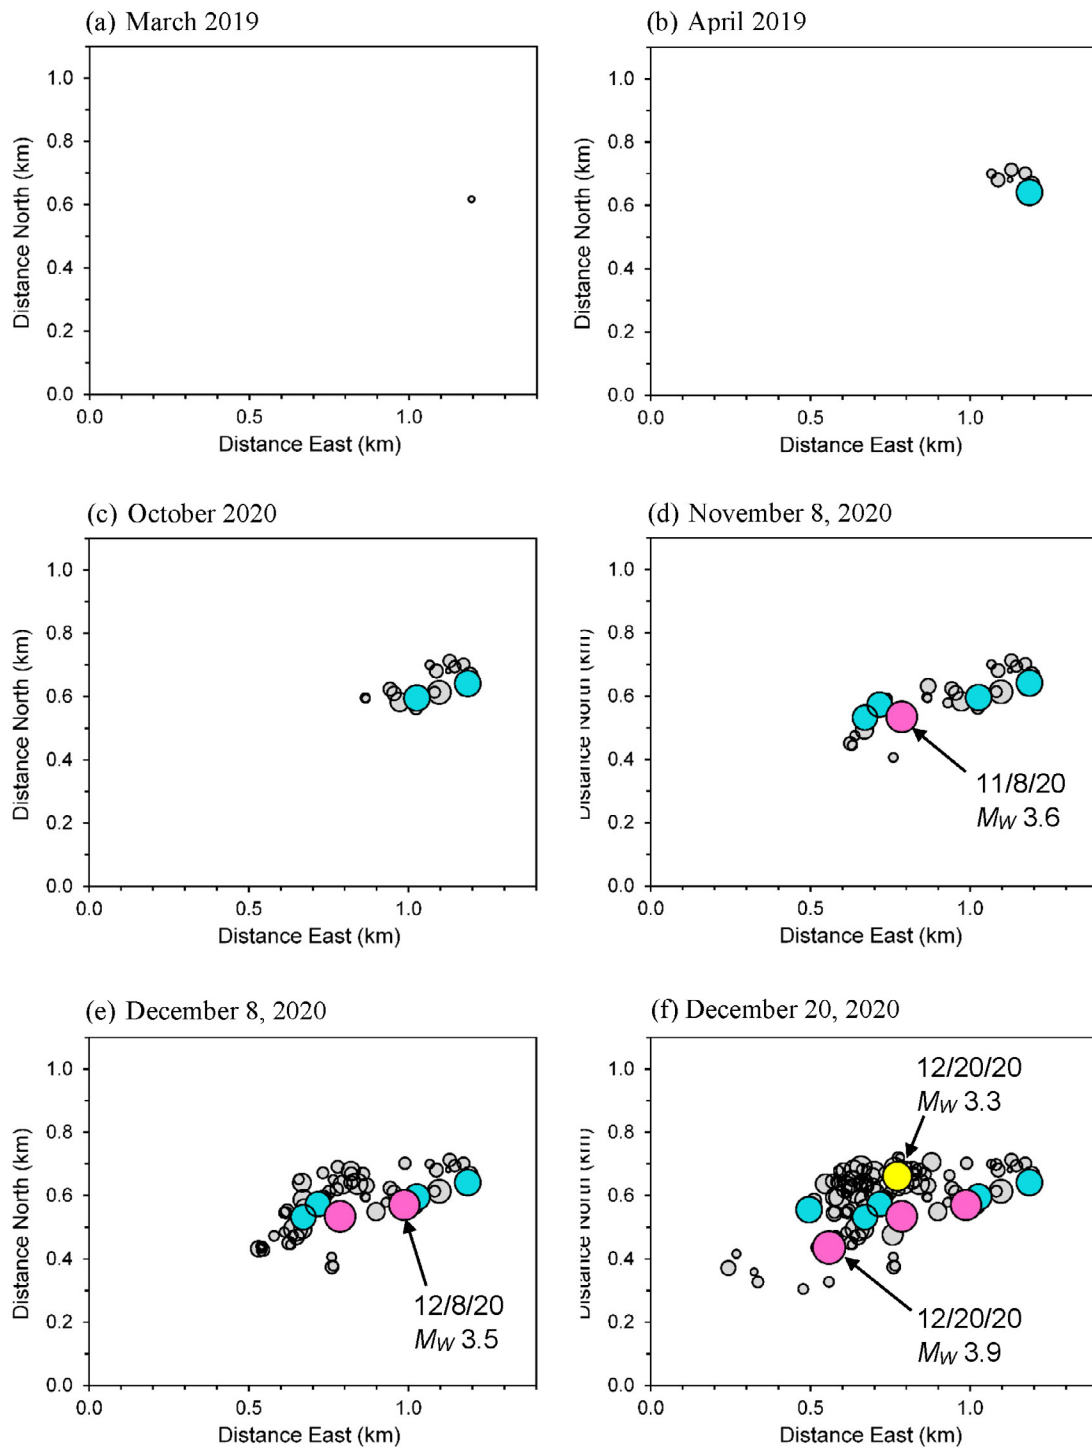 (a) March 2019
Distance North (km)
1.0
0.8
0.6
0.4
0.2
0.0
0.0 0.5 1.0
Distance East (km)
(b) April 2019
Distance North (km)
1.0
0.8
0.6
0.4
0.2
0.0
0.0 0.5 1.0
Distance East (km)
(c) October 2020
Distance North (km)
1.0
0.8
0.6
0.4
0.2
0.0
0.0 0.5 1.0
Distance East (km)
(d) November 8, 2020
Distance North (km)
1.0
0.8
0.6
0.4
0.2
0.0
11/8/20
MW 3.6
0.0 0.5 1.0
Distance East (km)
(e) December 8, 2020
Distance North (km)
1.0
0.8
0.6
0.4
0.2
0.0
12/8/20
MW 3.5
0.0 0.5 1.0
Distance East (km)
(f) December 20, 2020
Distance North (km)
1.0
0.8
0.6
0.4
0.2
0.0
12/20/20
MW 3.3
12/20/20
MW 3.9
0.0 0.5 1.0
Distance East (km)